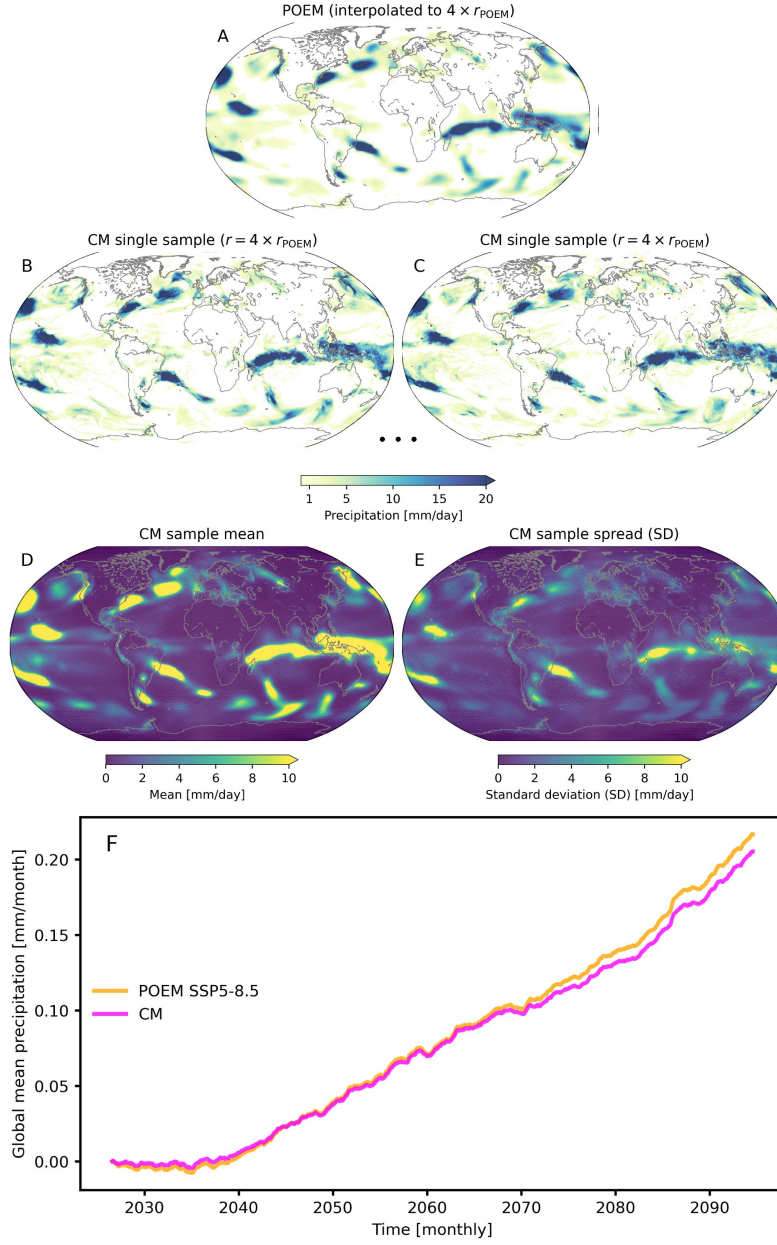 POEM (interpolated to 4 × r_POEM)
A
CM single sample (r = 4 × r_POEM)
CM single sample (r = 4 × r_POEM)
B
C
• • •
1 5 10 15 20
Precipitation [mm/day]
CM sample mean
CM sample spread (SD)
D
E
0 2 4 6 8 10
0 2 4 6 8 10
Mean [mm/day]
Standard deviation (SD) [mm/day]
F
Global mean precipitation [mm/month]
0.20
0.15
0.10
0.05
0.00
POEM SSP5-8.5
CM
2030 2040 2050 2060 2070 2080 2090
Time [monthly]